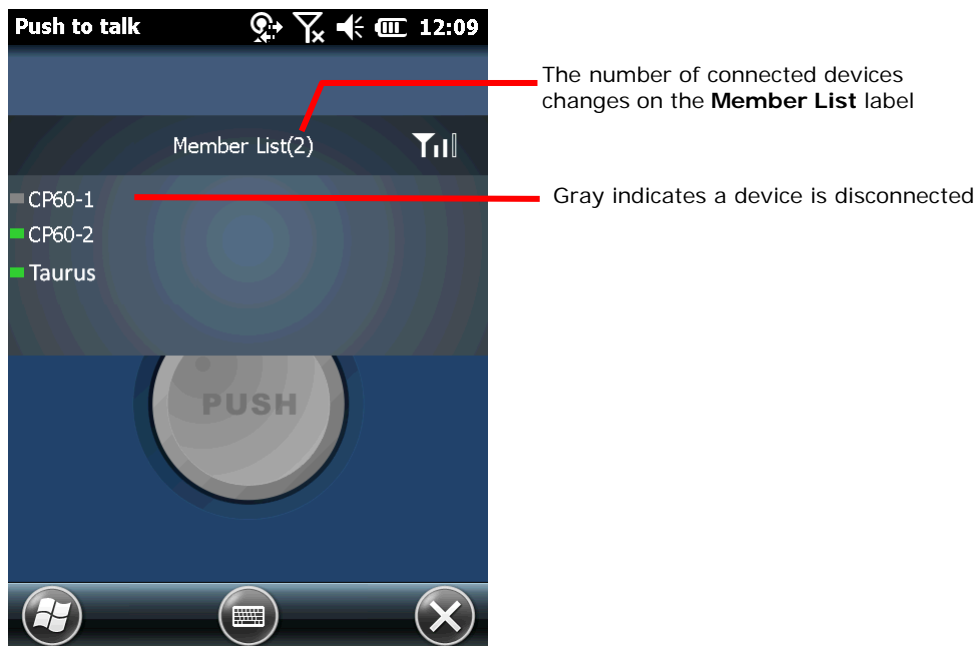 Push to talk 12:09
The number of connected devices
changes on the Member List label
Member List(2)
Gray indicates a device is disconnected
CP60-1
CP60-2
Taurus
PUSH